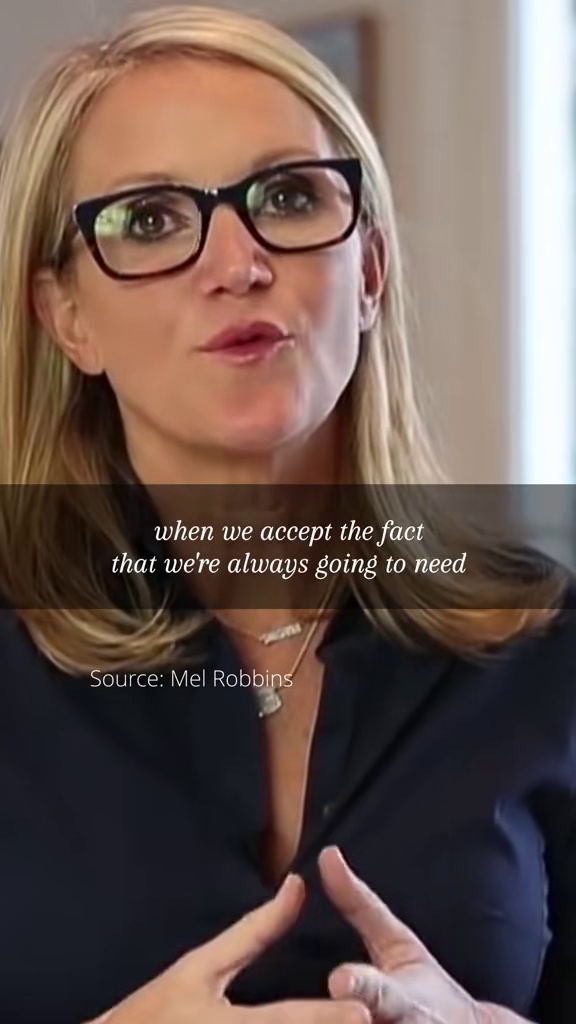 when we accept the fact
that we're always going to need
Source: Mel Robbins